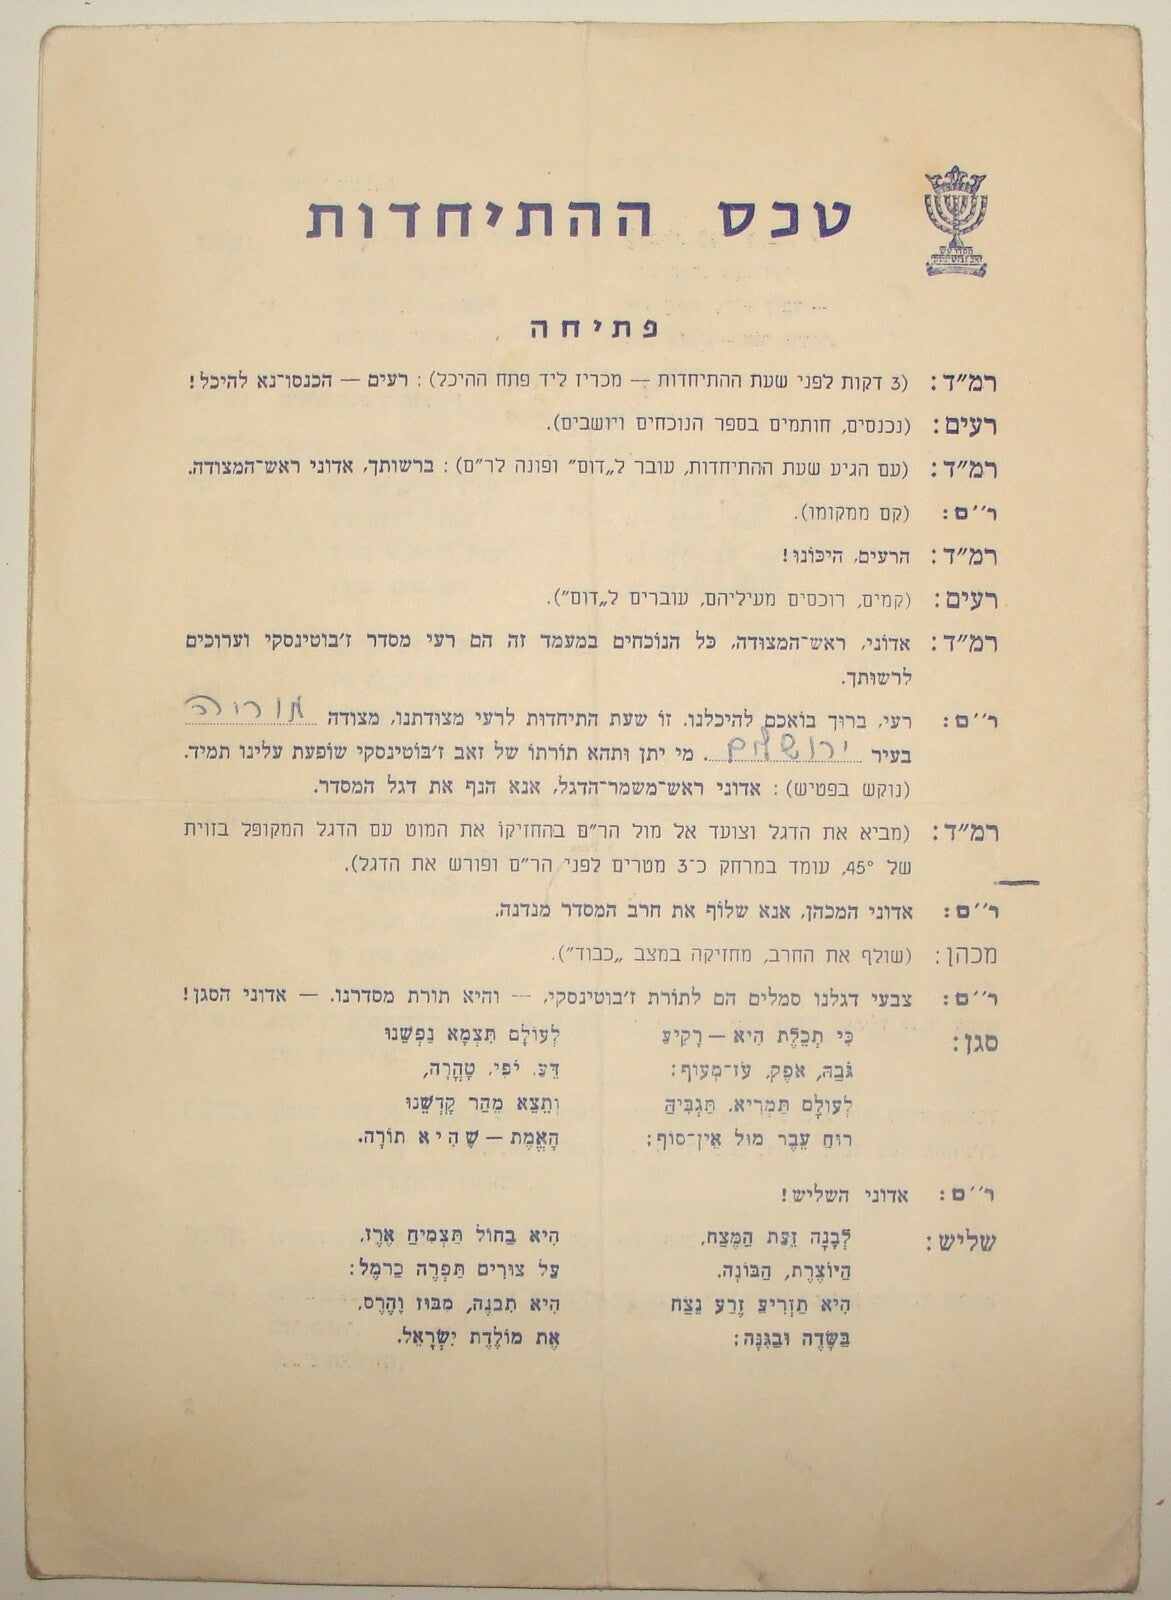 טכס ההתיחדות
מסדר ע״ש
זאב ז׳בוטינסקי
פתיחה
רמ״ד: (3 דקות לפני שעת ההתיחדות — מכריז ליד פתח ההיכל): רעים — הכנסו־נא להיכל!
רעים: (נכנסים, חותמים בספר הנוכחים ויושבים).
רמ״ד: (עם הגיע שעת ההתיחדות, עובר ל„דום״ ופונה לר״ם): ברשותך, אדוני ראש־המצודה.
ר״ם: (קם ממקומו).
רמ״ד: הרעים, היכונו!
רעים: (קמים, רוכסים מעיליהם, עוברים ל„דום״).
רמ״ד: אדוני, ראש־המצודה, כל הנוכחים במעמד זה הם רעי מסדר ז׳בוטינסקי וערוכים
לרשותך.
ר״ם: רעי, ברוך בואכם להיכלנו. זו שעת התיחדות לרעי מצודתנו, מצודה מוריה
בעיר ירושלים. מי יתן ותהא תורתו של זאב ז׳בוטינסקי שופעת עלינו תמיד.
(נוקש בפטיש): אדוני ראש־משמר־הדגל, אנא הנף את דגל המסדר.
רמ״ד: (מביא את הדגל וצועד אל מול הר״ם בהחזיקו את המוט עם הדגל המקופל בזוית
של 45°, עומד במרחק כ־3 מטרים לפני הר״ם ופורש את הדגל).
ר״ם: אדוני המכהן, אנא שלוף את חרב המסדר מנדנה.
מכהן: (שולף את החרב, מחזיקה במצב „כבוד״).
ר״ם: צבעי דגלנו סמלים הם לתורת ז׳בוטינסקי, — והיא תורת מסדרנו. — אדוני הסגן!
סגן: כִּי תְכֵלֶת הִיא — רָקִיעַ
גֹּבַהּ, אֹפֶק, עֹז־מָעוֹף:
לְעוֹלָם תַּמְרִיא, תַּגְבִּיהַּ
רוּחַ עֵבֶר מוּל אֵין־סוֹף;
לְעוֹלָם תִּצְמָא נַפְשֵׁנוּ
דֵּעַ, יֹפִי, טָהֳרָה,
וְתֵצֵא מֵהַר קָדְשֵׁנוּ
הָאֱמֶת — שֶׁהִיא תּוֹרָה.
ר״ם: אדוני השליש!
שליש: לְבָנָה זֵעַת הַמֵּצַח,
הַיּוֹצֶרֶת, הַבּוֹנָה.
הִיא תַזְרִיעַ זֶרַע נֵצַח
בַּשָּׂדֶה וּבַגִּנָּה;
הִיא בַּחוֹל תַּצְמִיחַ אֶרֶז,
עַל צוּרִים תַּפְרֶה כַּרְמֶל:
הִיא תִבְנֶה, מִבּוּז וָהֶרֶס,
אֶת מוֹלֶדֶת יִשְׂרָאֵל.